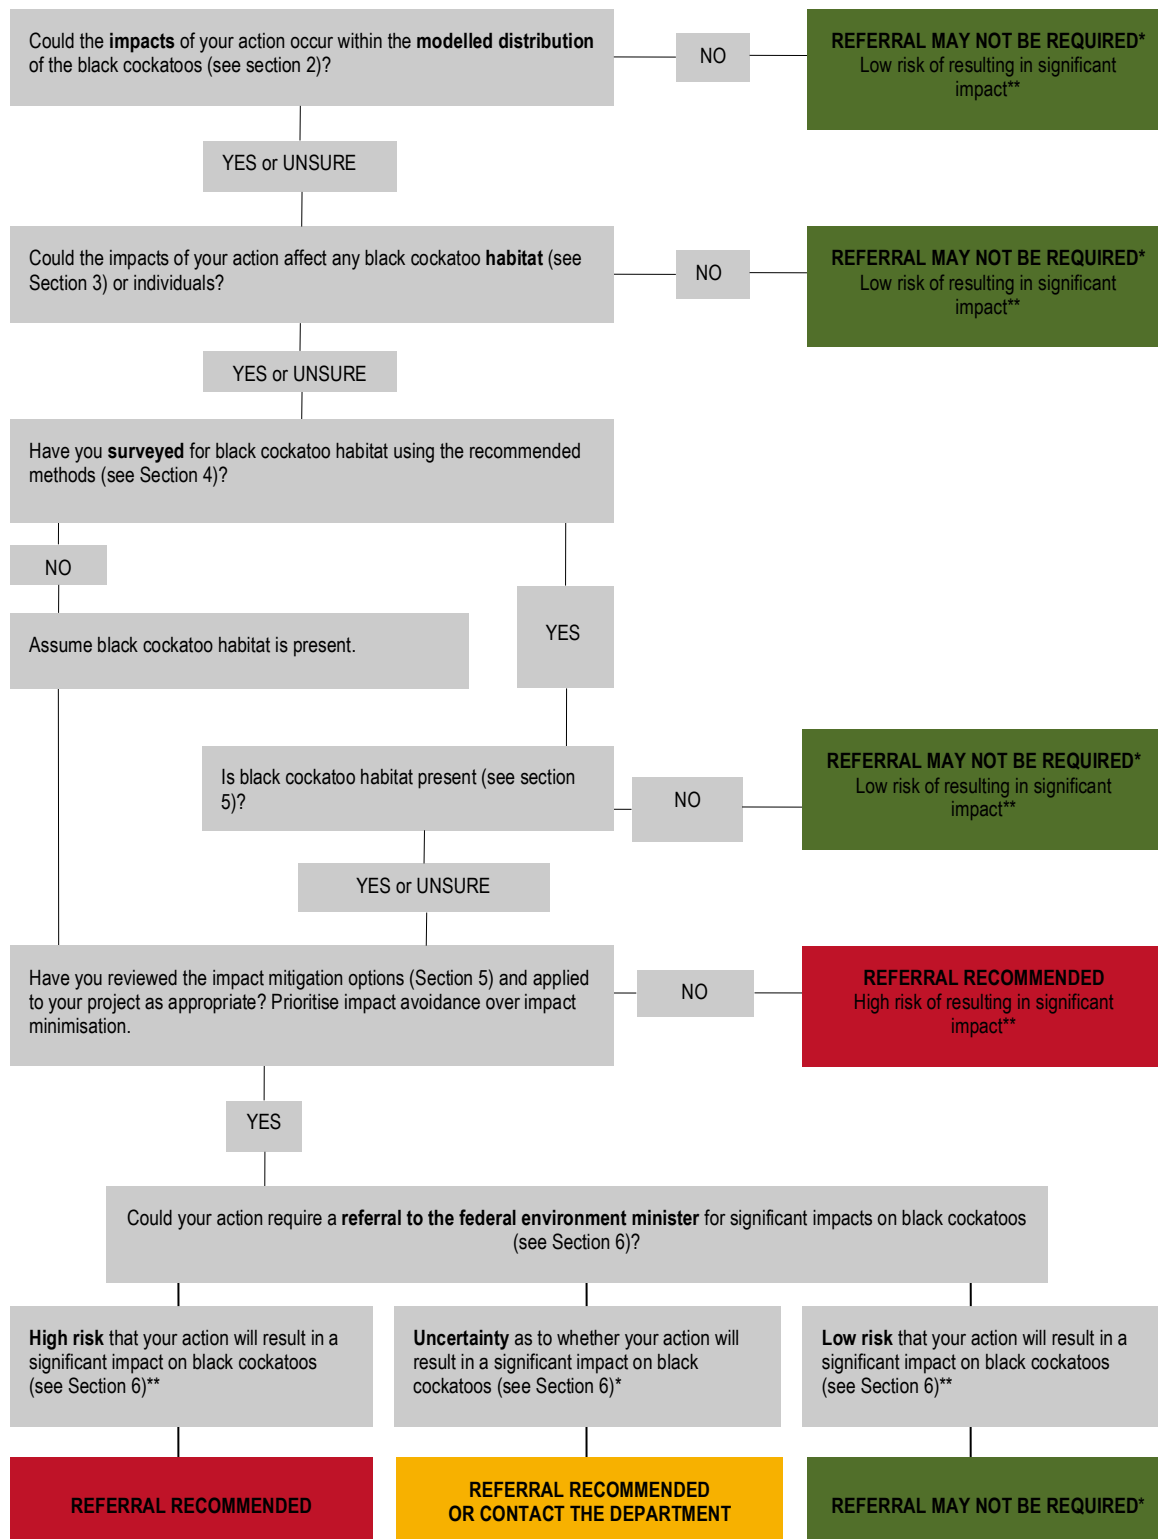 Could the impacts of your action occur within the modelled distribution
of the black cockatoos (see section 2)?
NO
REFERRAL MAY NOT BE REQUIRED*
Low risk of resulting in significant
impact**
YES or UNSURE
Could the impacts of your action affect any black cockatoo habitat (see
Section 3) or individuals?
NO
REFERRAL MAY NOT BE REQUIRED*
Low risk of resulting in significant
impact**
YES or UNSURE
Have you surveyed for black cockatoo habitat using the recommended
methods (see Section 4)?
NO
YES
Assume black cockatoo habitat is present.
Is black cockatoo habitat present (see section
5)?
NO
REFERRAL MAY NOT BE REQUIRED*
Low risk of resulting in significant
impact**
YES or UNSURE
Have you reviewed the impact mitigation options (Section 5) and applied
to your project as appropriate? Prioritise impact avoidance over impact
minimisation.
NO
REFERRAL RECOMMENDED
High risk of resulting in significant
impact**
YES
Could your action require a referral to the federal environment minister for significant impacts on black cockatoos
(see Section 6)?
High risk that your action will result in a
significant impact on black cockatoos
(see Section 6)**
Uncertainty as to whether your action will
result in a significant impact on black
cockatoos (see Section 6)*
Low risk that your action will result in a
significant impact on black cockatoos
(see Section 6)**
REFERRAL RECOMMENDED
REFERRAL RECOMMENDED
OR CONTACT THE DEPARTMENT
REFERRAL MAY NOT BE REQUIRED*